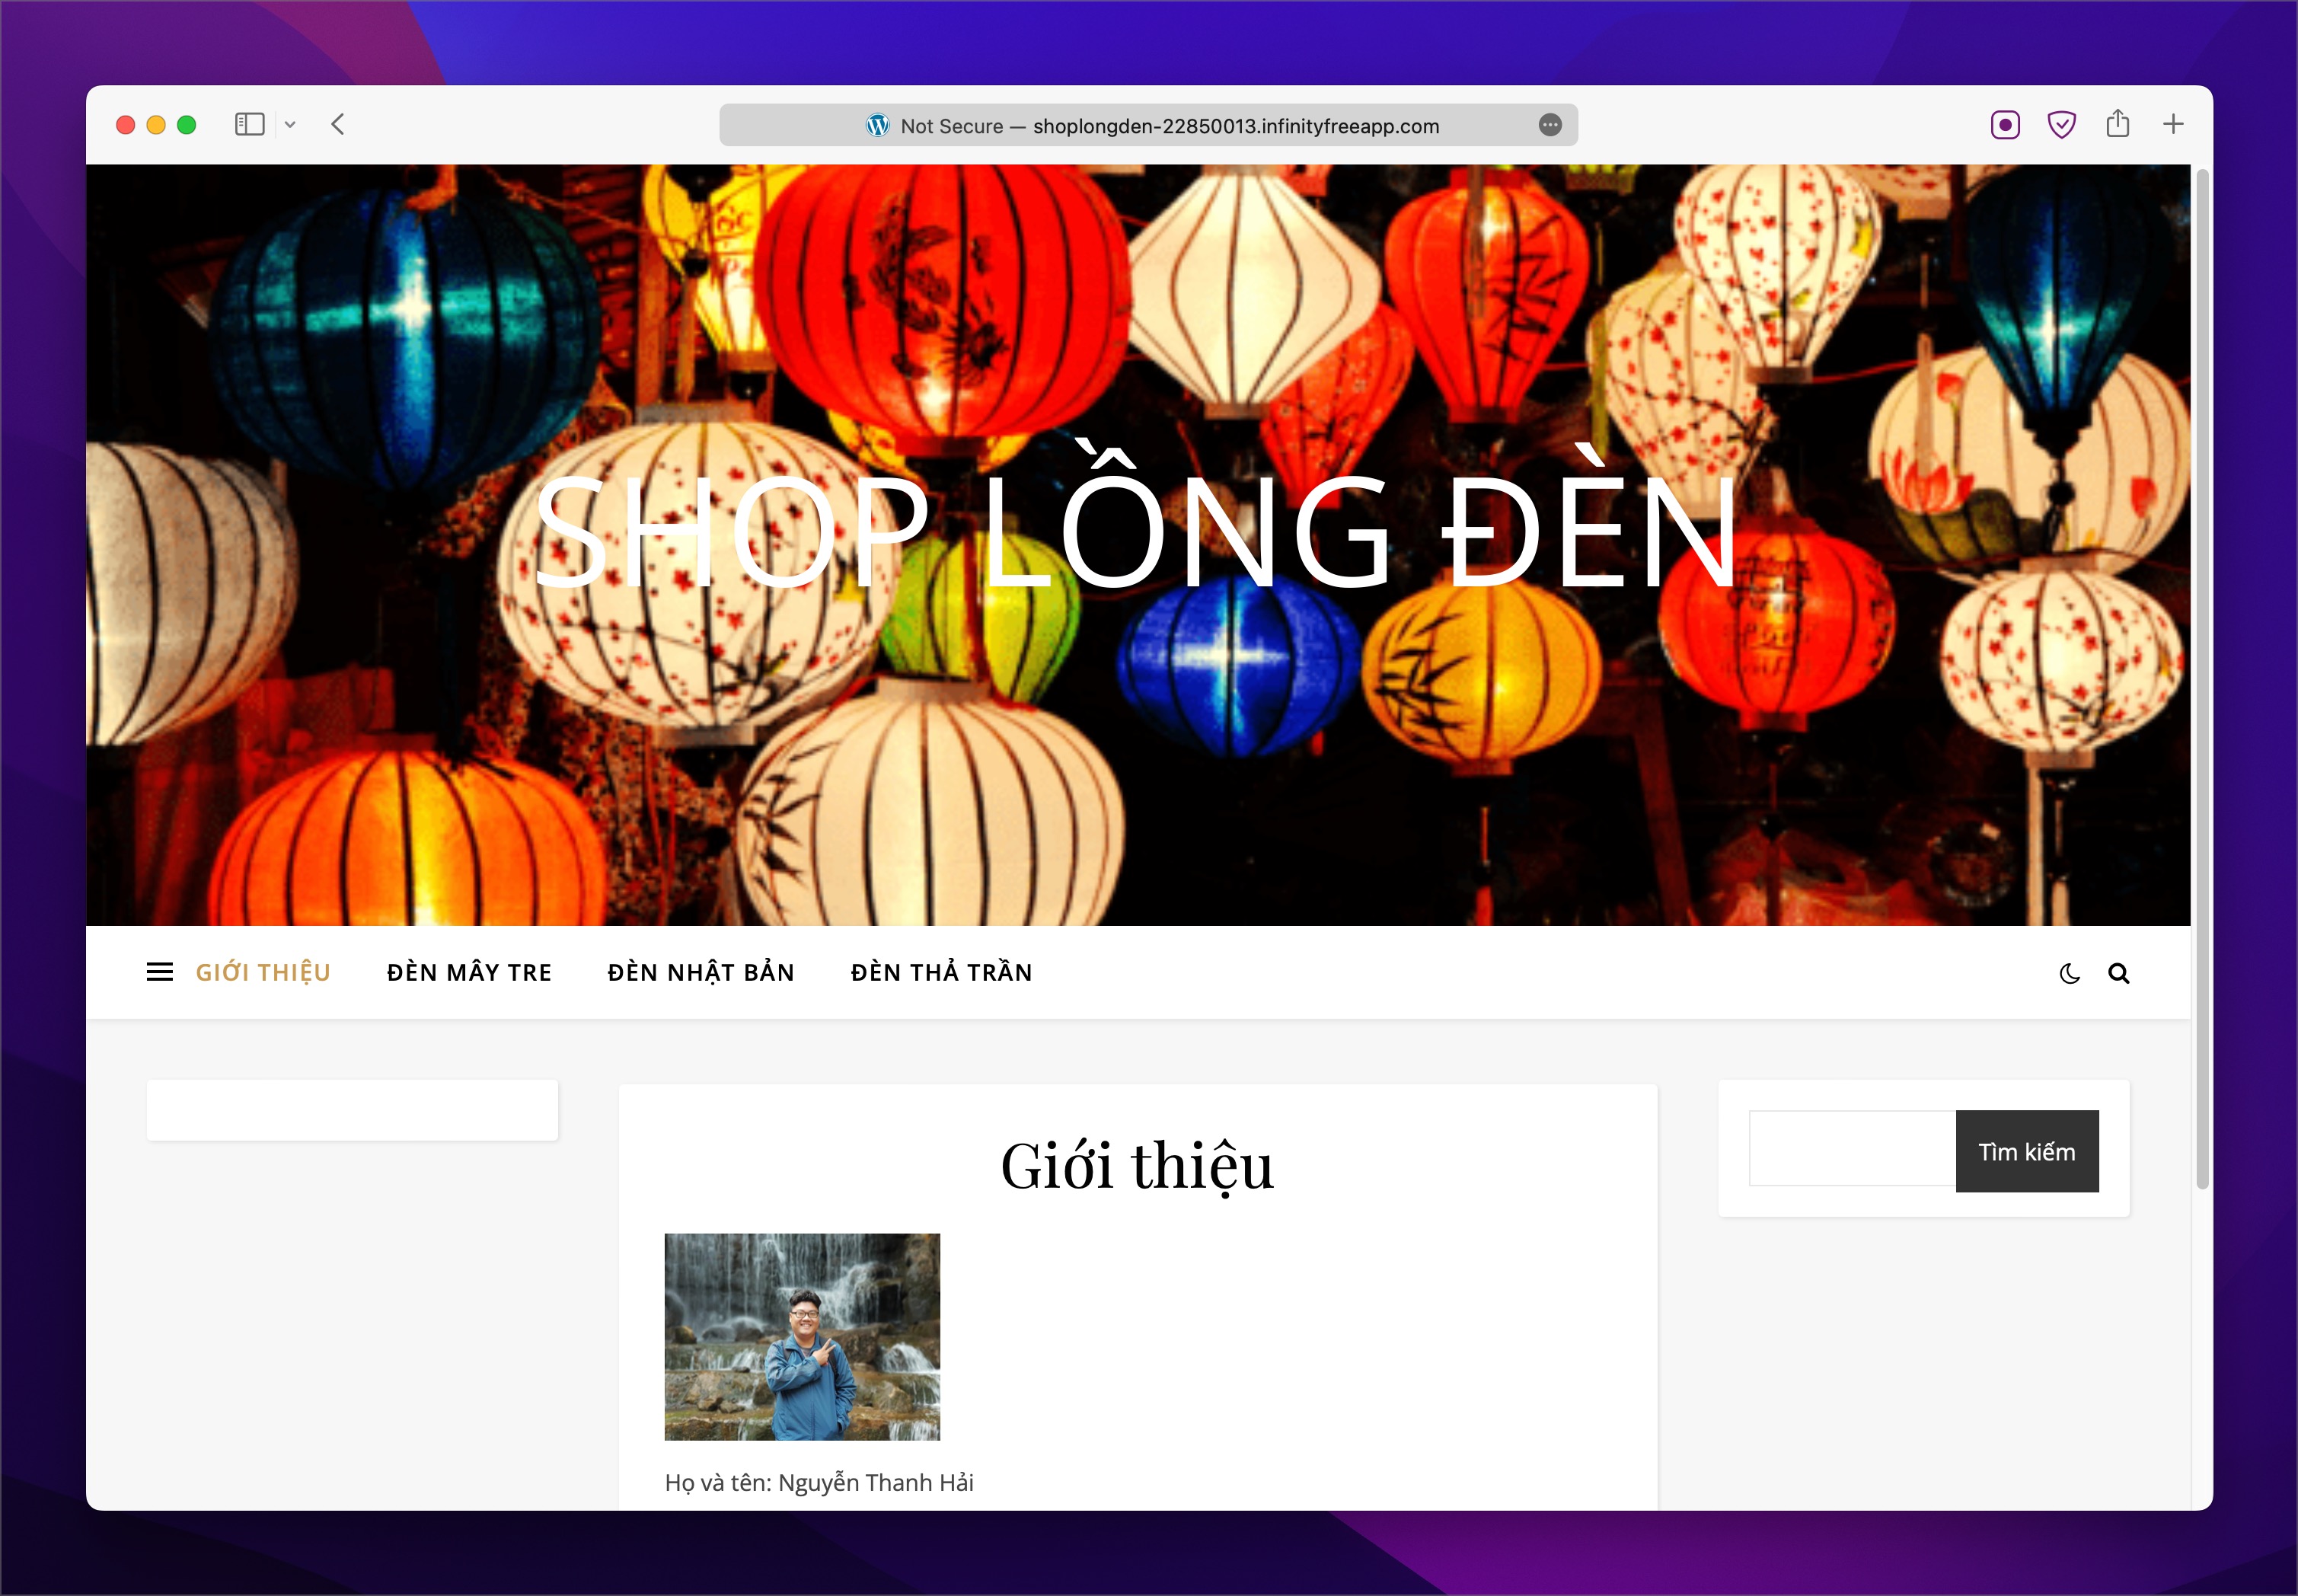 Not Secure — shoplongden-22850013.infinityfreeapp.com
SHOP LỒNG ĐÈN
GIỚI THIỆU ĐÈN MÂY TRE ĐÈN NHẬT BẢN ĐÈN THẢ TRẦN
Giới thiệu
Tìm kiếm
Họ và tên: Nguyễn Thanh Hải